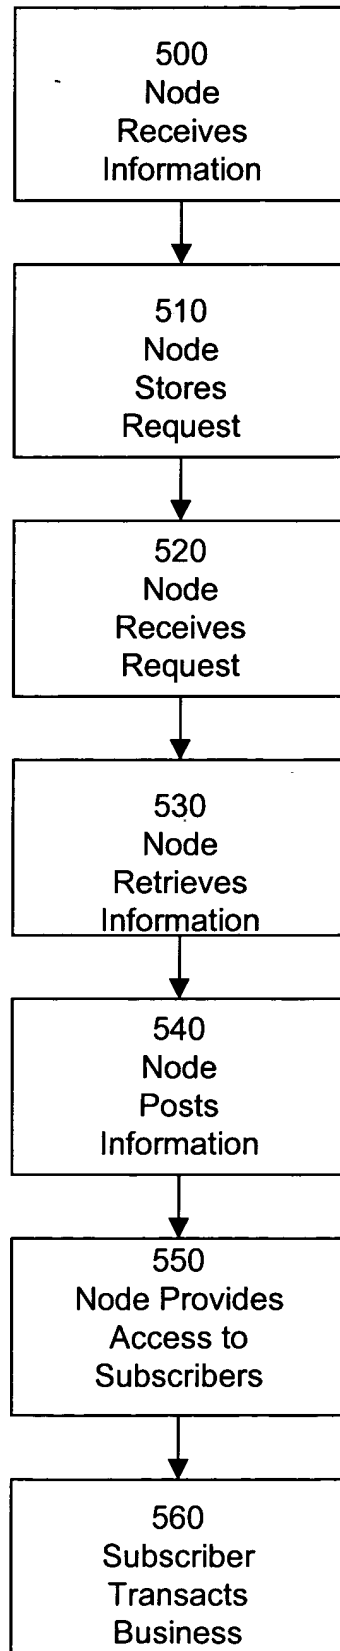 500
Node
Receives
Information
510
Node
Stores
Request
520
Node
Receives
Request
530
Node
Retrieves
Information
540
Node
Posts
Information
550
Node Provides
Access to
Subscribers
560
Subscriber
Transacts
Business